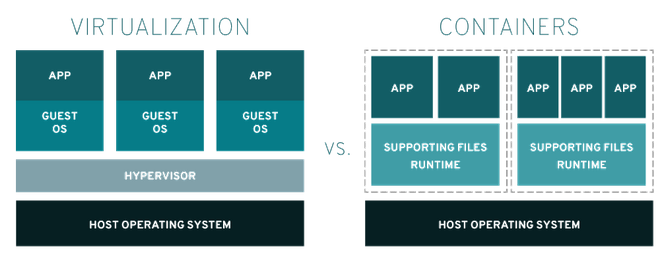 VIRTUALIZATION
APP
APP
APP
GUEST
OS
GUEST
OS
GUEST
OS
HYPERVISOR
HOST OPERATING SYSTEM
VS.
CONTAINERS
APP
APP
SUPPORTING FILES
RUNTIME
APP
APP
APP
SUPPORTING FILES
RUNTIME
HOST OPERATING SYSTEM